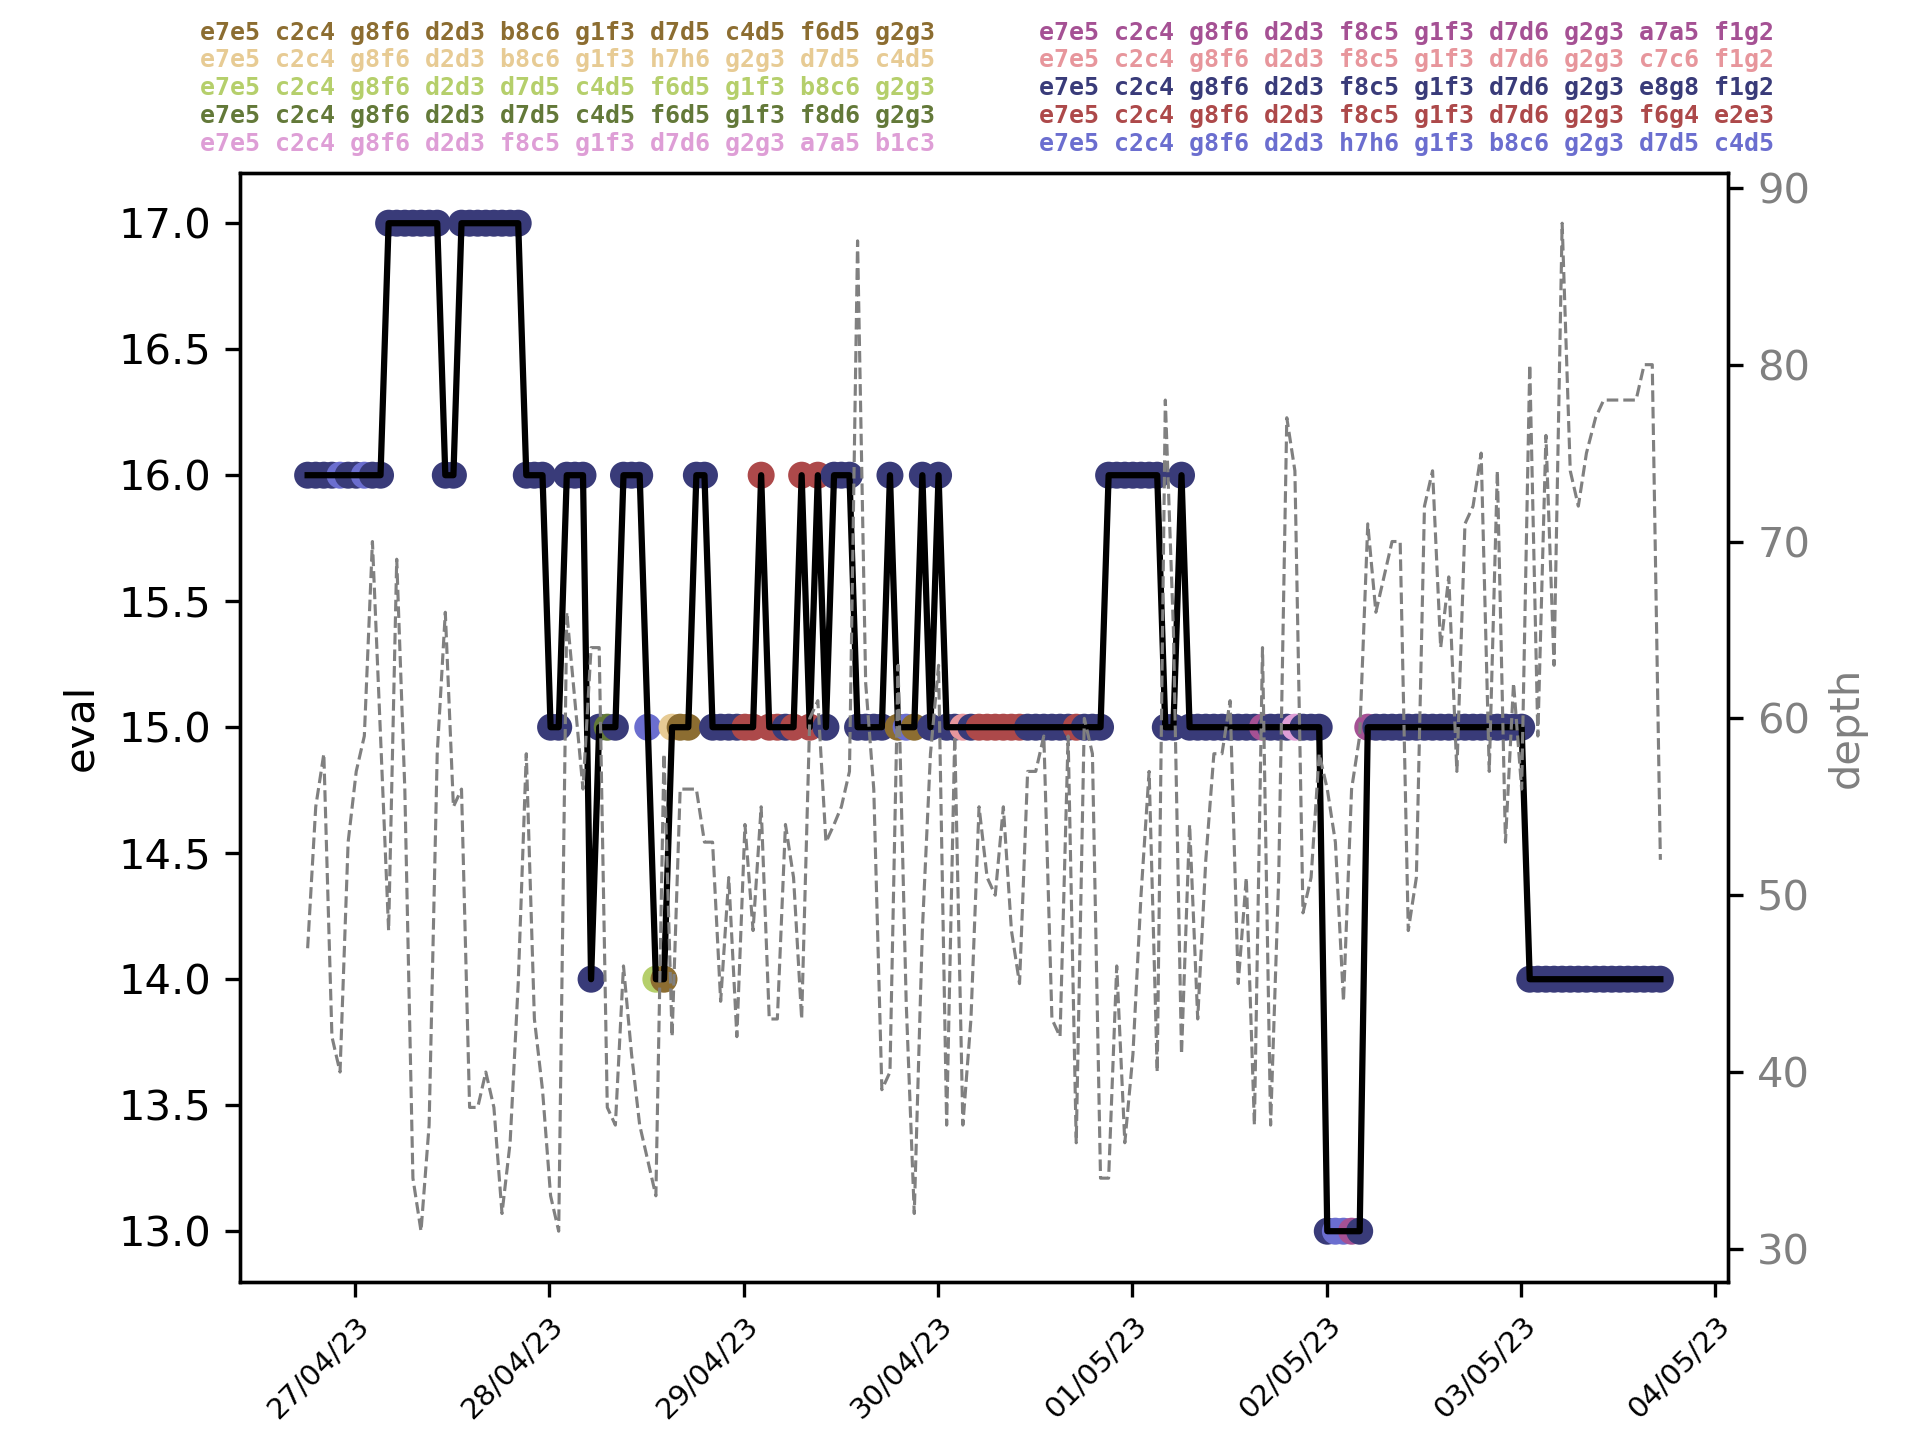 e7e5 c2c4 g8f6 d2d3 b8c6 g1f3 d7d5 c4d5 f6d5 g2g3
e7e5 c2c4 g8f6 d2d3 b8c6 g1f3 h7h6 g2g3 d7d5 c4d5
e7e5 c2c4 g8f6 d2d3 d7d5 c4d5 f6d5 g1f3 b8c6 g2g3
e7e5 c2c4 g8f6 d2d3 d7d5 c4d5 f6d5 g1f3 f8d6 g2g3
e7e5 c2c4 g8f6 d2d3 f8c5 g1f3 d7d6 g2g3 a7a5 b1c3
e7e5 c2c4 g8f6 d2d3 f8c5 g1f3 d7d6 g2g3 a7a5 f1g2
e7e5 c2c4 g8f6 d2d3 f8c5 g1f3 d7d6 g2g3 c7c6 f1g2
e7e5 c2c4 g8f6 d2d3 f8c5 g1f3 d7d6 g2g3 e8g8 f1g2
e7e5 c2c4 g8f6 d2d3 f8c5 g1f3 d7d6 g2g3 f6g4 e2e3
e7e5 c2c4 g8f6 d2d3 h7h6 g1f3 b8c6 g2g3 d7d5 c4d5
eval
17.0
16.5
16.0
15.5
15.0
14.5
14.0
13.5
13.0
90
80
70
60
50
40
30
depth
27/04/23
28/04/23
29/04/23
30/04/23
01/05/23
02/05/23
03/05/23
04/05/23